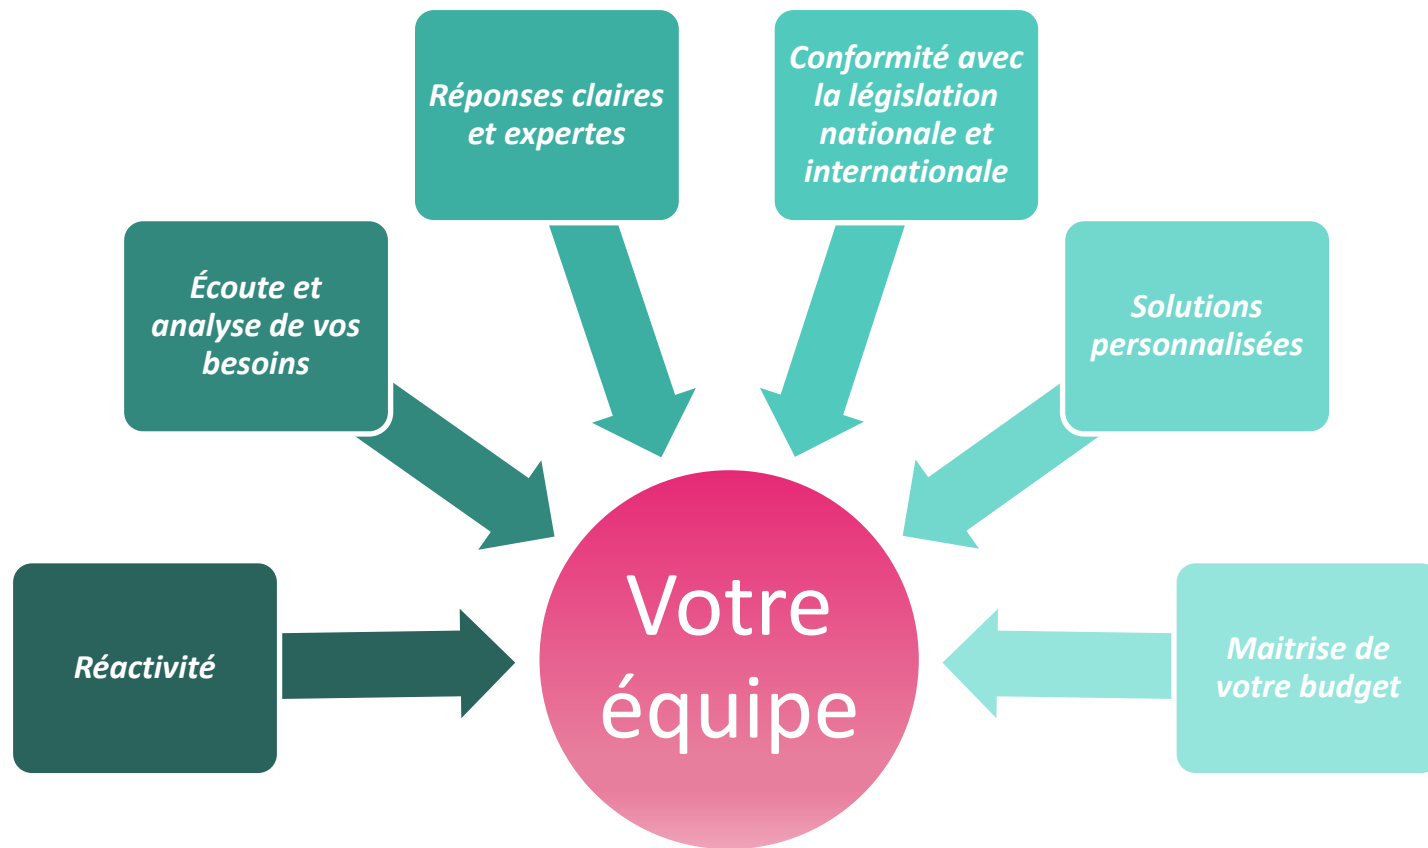 Réponses claires
et expertes
Conformité avec
la législation
nationale et
internationale
Écoute et
analyse de vos
besoins
Solutions
personnalisées
Réactivité
Votre
équipe
Maitrise de
votre budget